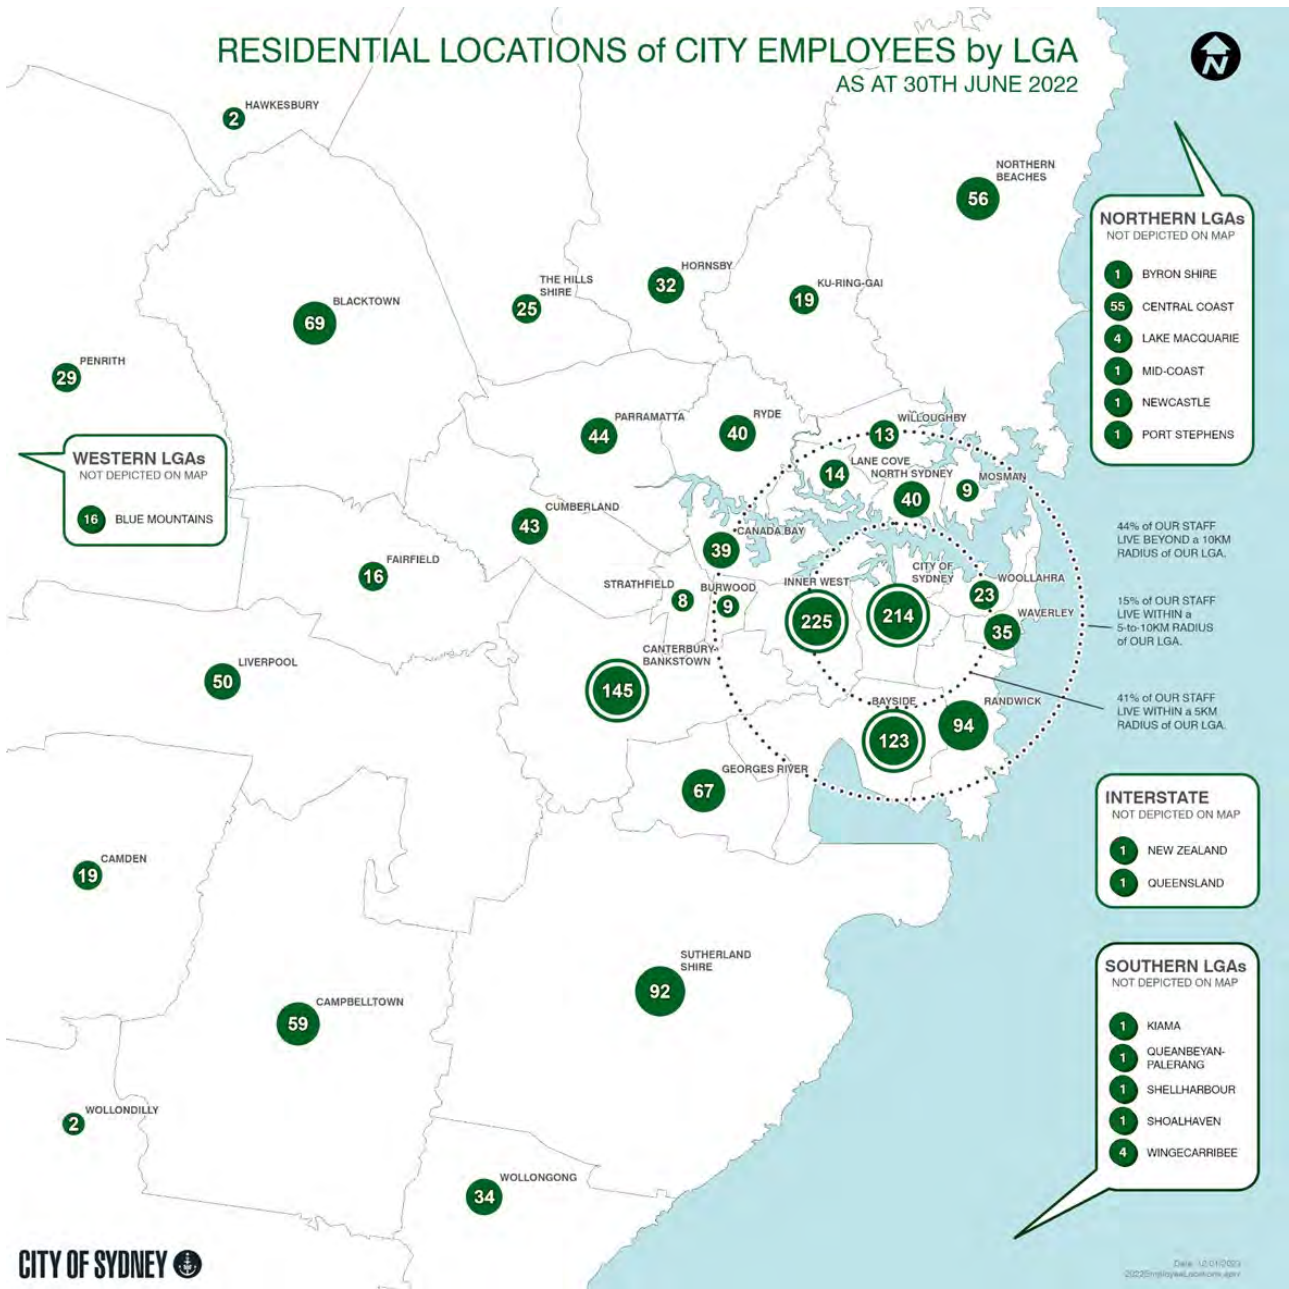 RESIDENTIAL LOCATIONS of CITY EMPLOYEES by LGA
AS AT 30TH JUNE 2022
N
HAWKESBURY
2
NORTHERN
BEACHES
56
BLACKTOWN
69
THE HILLS
SHIRE
25
HORNSBY
32
KU-RING-GAI
19
PENRITH
29
PARRAMATTA
44
RYDE
40
WILLOUGHBY
13
LANE COVE
14
NORTH SYDNEY
40
MOSMAN
9
CUMBERLAND
43
CANADA BAY
39
FAIRFIELD
16
STRATHFIELD
8
BURWOOD
9
INNER WEST
225
CITY OF
SYDNEY
214
WOOLLAHRA
23
WAVERLEY
35
LIVERPOOL
50
CANTERBURY-
BANKSTOWN
145
BAYSIDE
123
RANDWICK
94
GEORGES RIVER
67
CAMDEN
19
SUTHERLAND
SHIRE
92
CAMPBELLTOWN
59
WOLLONDILLY
2
WOLLONGONG
34
WESTERN LGAs
NOT DEPICTED ON MAP
16 BLUE MOUNTAINS
NORTHERN LGAs
NOT DEPICTED ON MAP
1 BYRON SHIRE
55 CENTRAL COAST
4 LAKE MACQUARIE
1 MID-COAST
1 NEWCASTLE
1 PORT STEPHENS
44% of OUR STAFF
LIVE BEYOND a 10KM
RADIUS of OUR LGA.
15% of OUR STAFF
LIVE WITHIN a
5-to-10KM RADIUS
of OUR LGA.
41% of OUR STAFF
LIVE WITHIN a 5KM
RADIUS of OUR LGA.
INTERSTATE
NOT DEPICTED ON MAP
1 NEW ZEALAND
1 QUEENSLAND
SOUTHERN LGAs
NOT DEPICTED ON MAP
1 KIAMA
1 QUEANBEYAN-
PALERANG
1 SHELLHARBOUR
1 SHOALHAVEN
4 WINGECARRIBEE
CITY OF SYDNEY
Date: